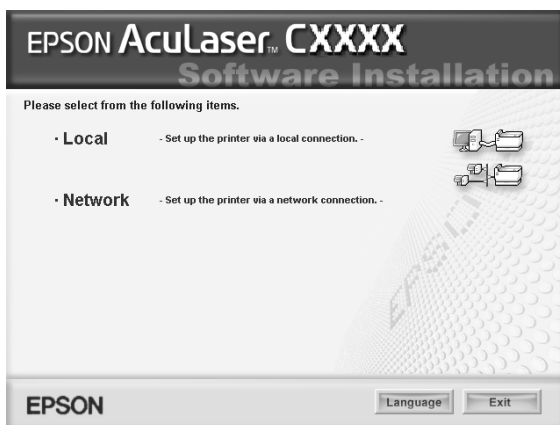 EPSON AcuLaser™ CXXXX
Software Installation
Please select from the following items.
· Local - Set up the printer via a local connection. -
· Network - Set up the printer via a network connection. -
EPSON
EPSON
Language Exit